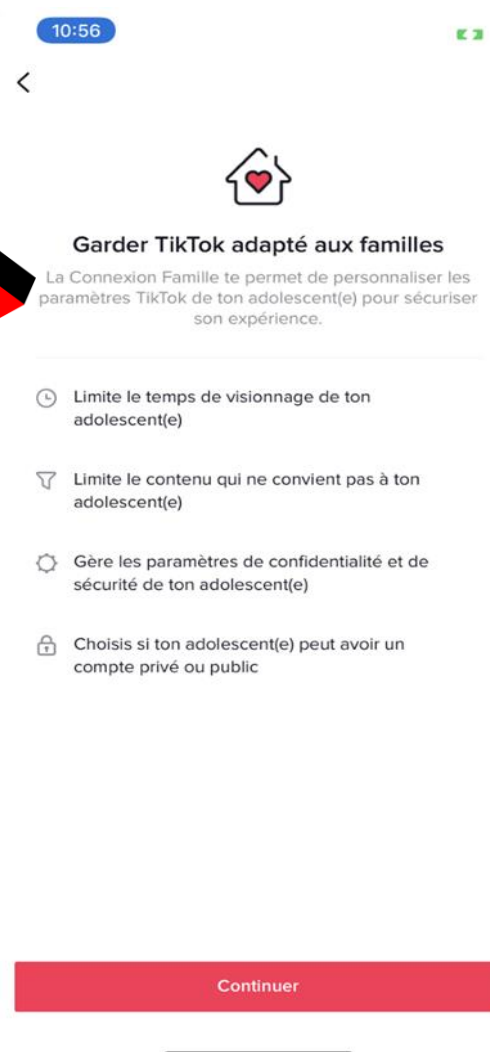 10:56
Garder TikTok adapté aux familles
La Connexion Famille te permet de personnaliser les
paramètres TikTok de ton adolescent(e) pour sécuriser
son expérience.
Limite le temps de visionnage de ton
adolescent(e)
Limite le contenu qui ne convient pas à ton
adolescent(e)
Gère les paramètres de confidentialité et de
sécurité de ton adolescent(e)
Choisis si ton adolescent(e) peut avoir un
compte privé ou public
Continuer